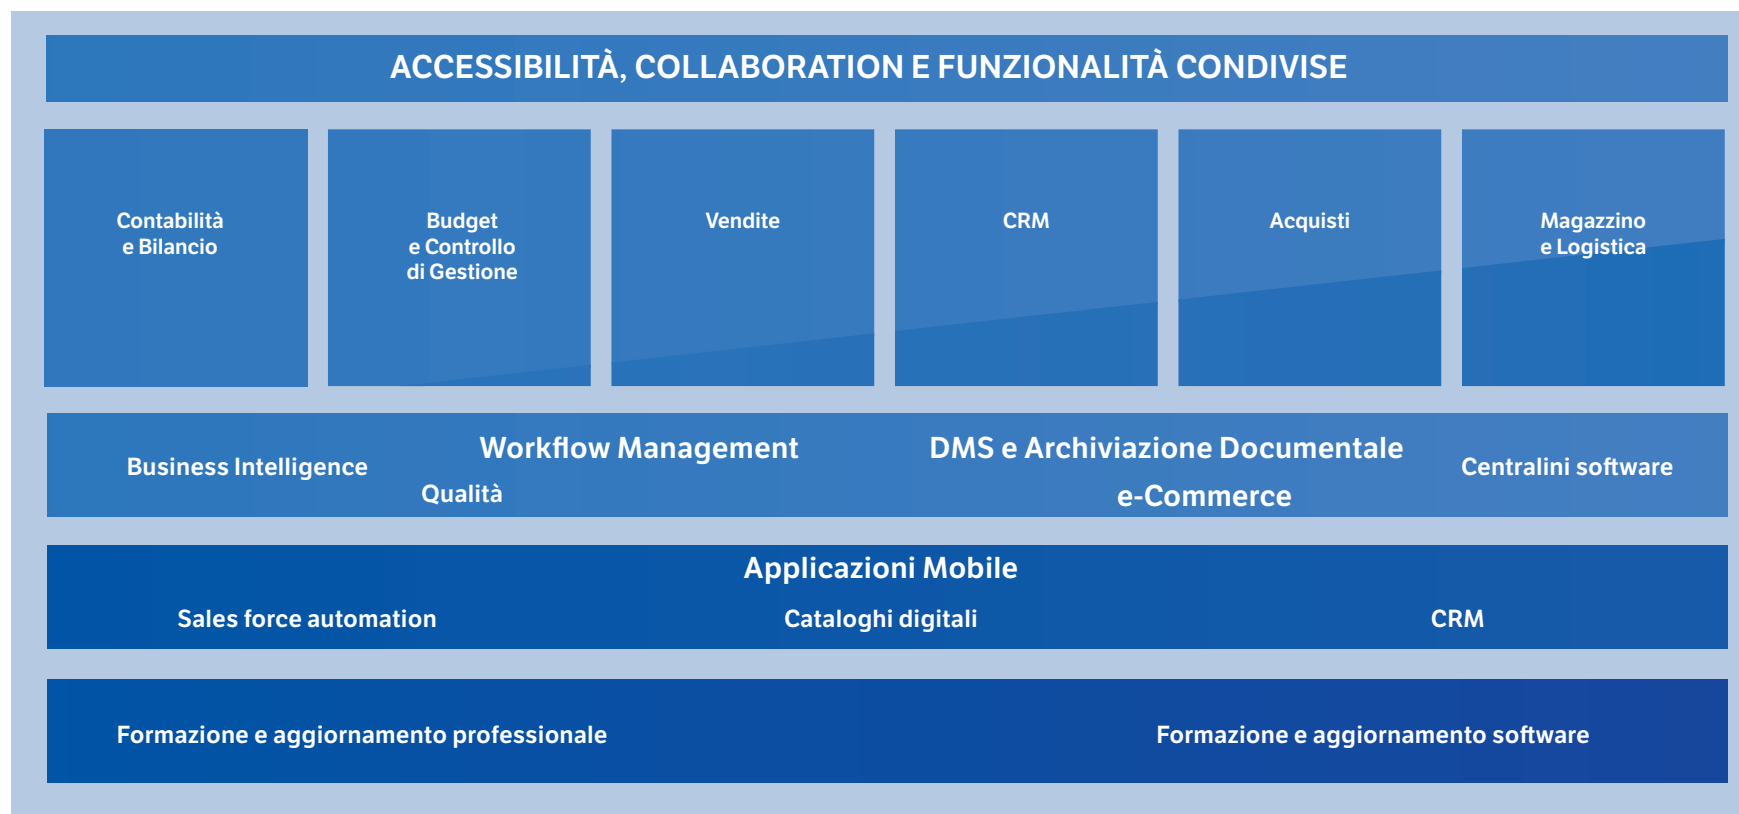 ACCESSIBILITÀ, COLLABORATION E FUNZIONALITÀ CONDIVISE
Contabilità
e Bilancio
Budget
e Controllo
di Gestione
Vendite
CRM
Acquisti
Magazzino
e Logistica
Business Intelligence
Workflow Management
Qualità
DMS e Archiviazione Documentale
e-Commerce
Centralini software
Applicazioni Mobile
Sales force automation
Cataloghi digitali
CRM
Formazione e aggiornamento professionale
Formazione e aggiornamento software